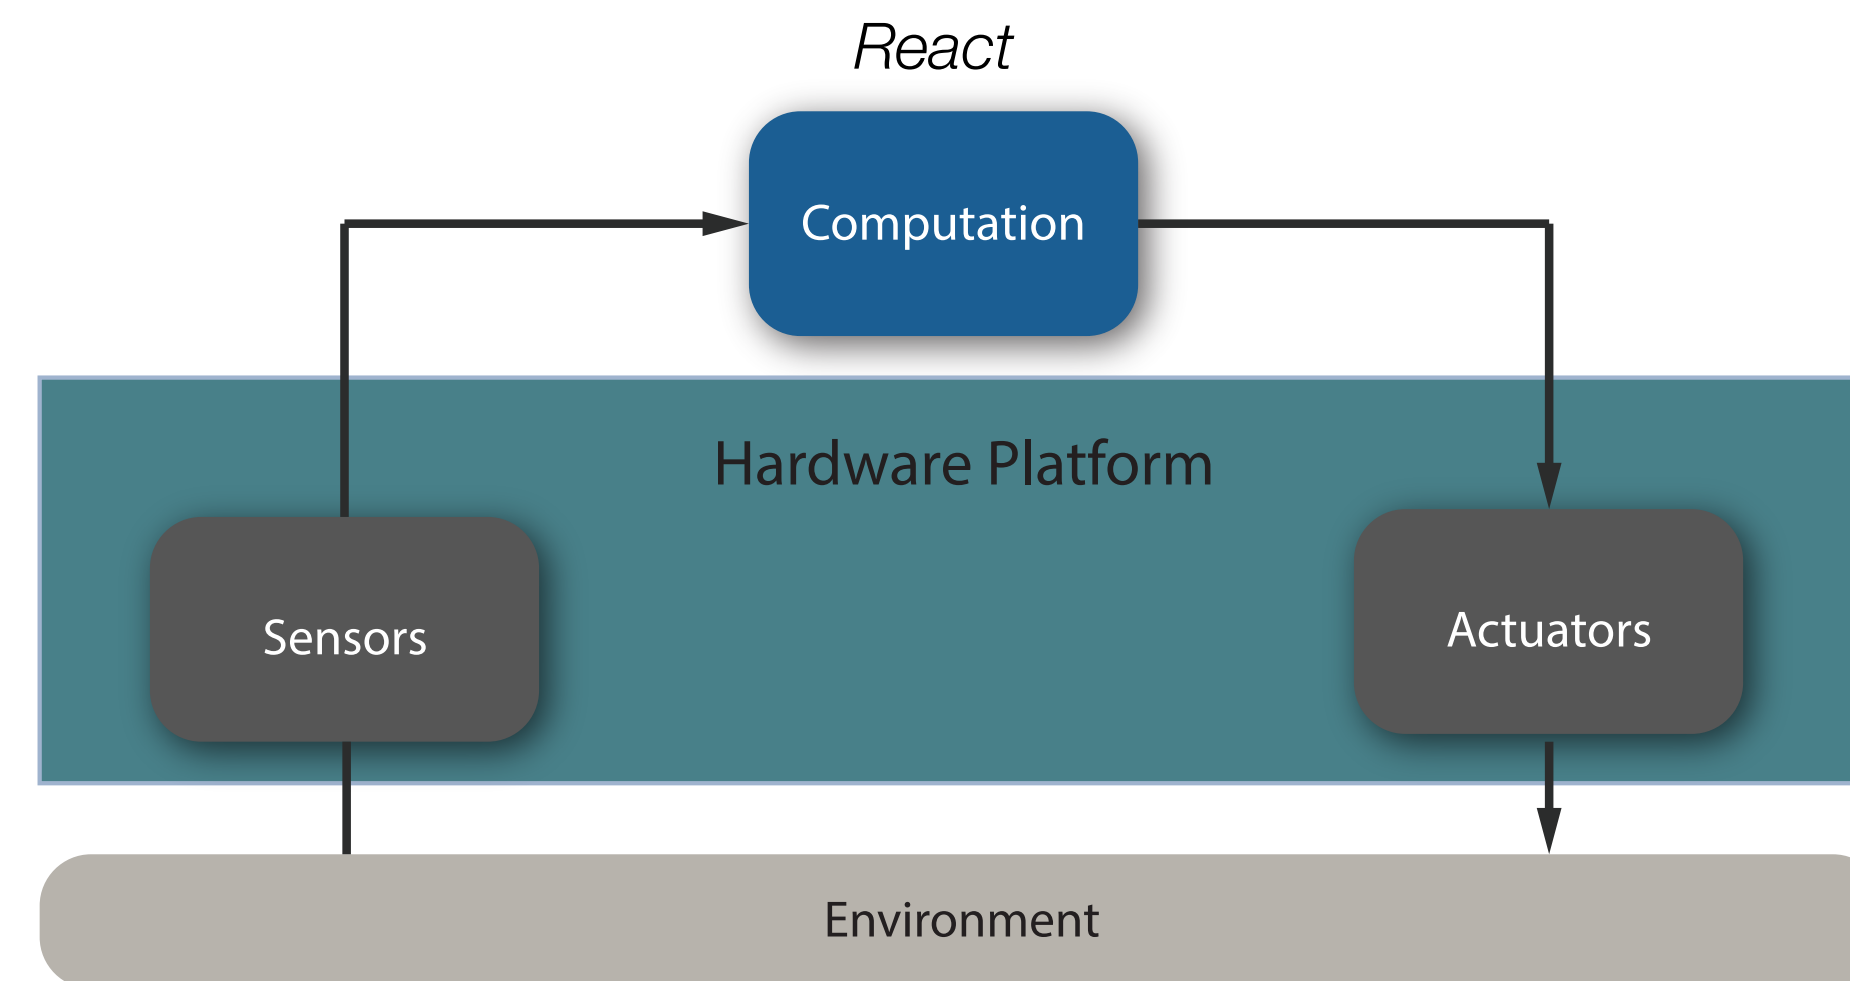 React
Computation
Hardware Platform
Sensors
Actuators
Environment